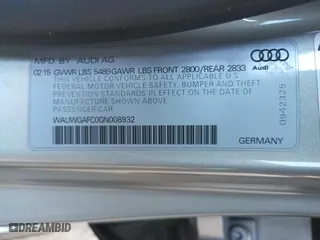 MFD BY AUDI AG
02 15 GVWR LBS 5489 GAWR LBS FRONT 2800/REAR 2833
THIS VEHICLE CONFORMS TO ALL APPLICABLE U.S.
FEDERAL MOTOR VEHICLE SAFETY, BUMPER, AND THEFT
PREVENTION STANDARDS IN EFFECT ON THE DATE OF
MANUFACTURE SHOWN ABOVE
PASSENGER CAR
WAUWGAFC0GN008932
GERMANY
Audi
0942325
DREAMBID.COM